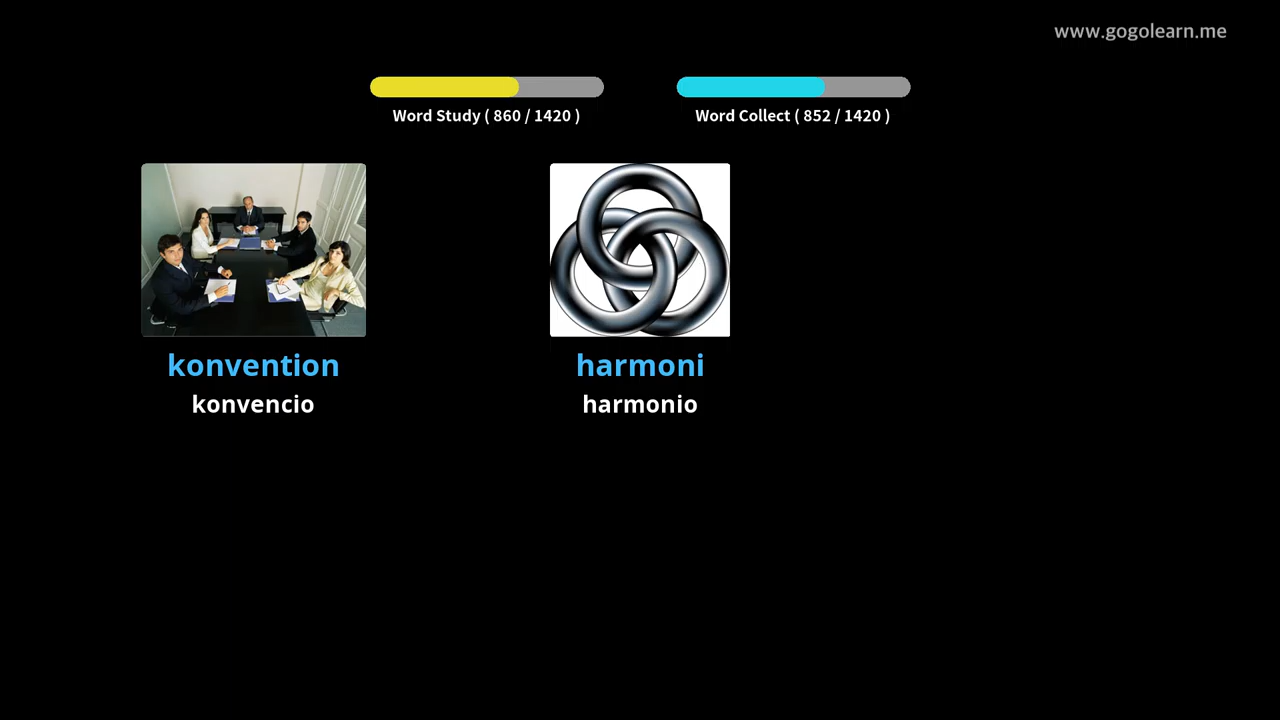 www.gogolearn.me
Word Study ( 860 / 1420 )
Word Collect ( 852 / 1420 )
konvention
harmoni
konvencio
harmonio